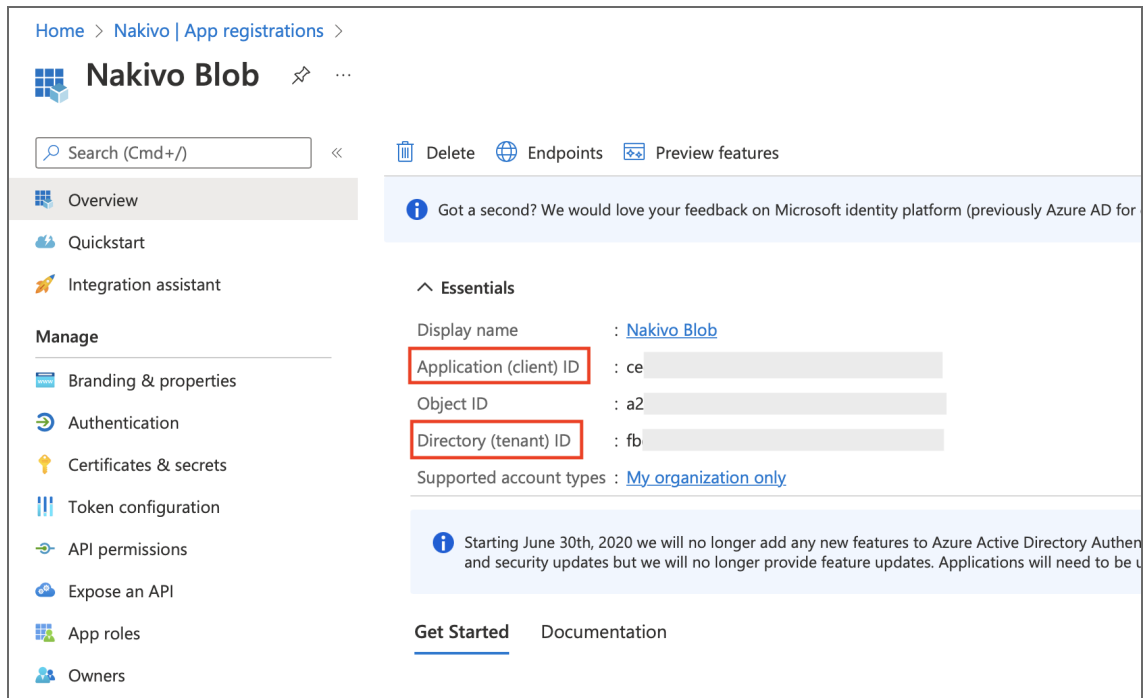 Home > Nakivo | App registrations >
Nakivo Blob
...
Search (Cmd+/)
«
Delete
Endpoints
Preview features
Overview
Got a second? We would love your feedback on Microsoft identity platform (previously Azure AD for
Quickstart
Integration assistant
Essentials
Manage
Display name : Nakivo Blob
Application (client) ID : ce
Branding & properties
Object ID : a2
Authentication
Directory (tenant) ID : fb
Certificates & secrets
Supported account types : My organization only
Token configuration
API permissions
Starting June 30th, 2020 we will no longer add any new features to Azure Active Directory Authen
and security updates but we will no longer provide feature updates. Applications will need to be u
Expose an API
App roles
Get Started
Documentation
Owners